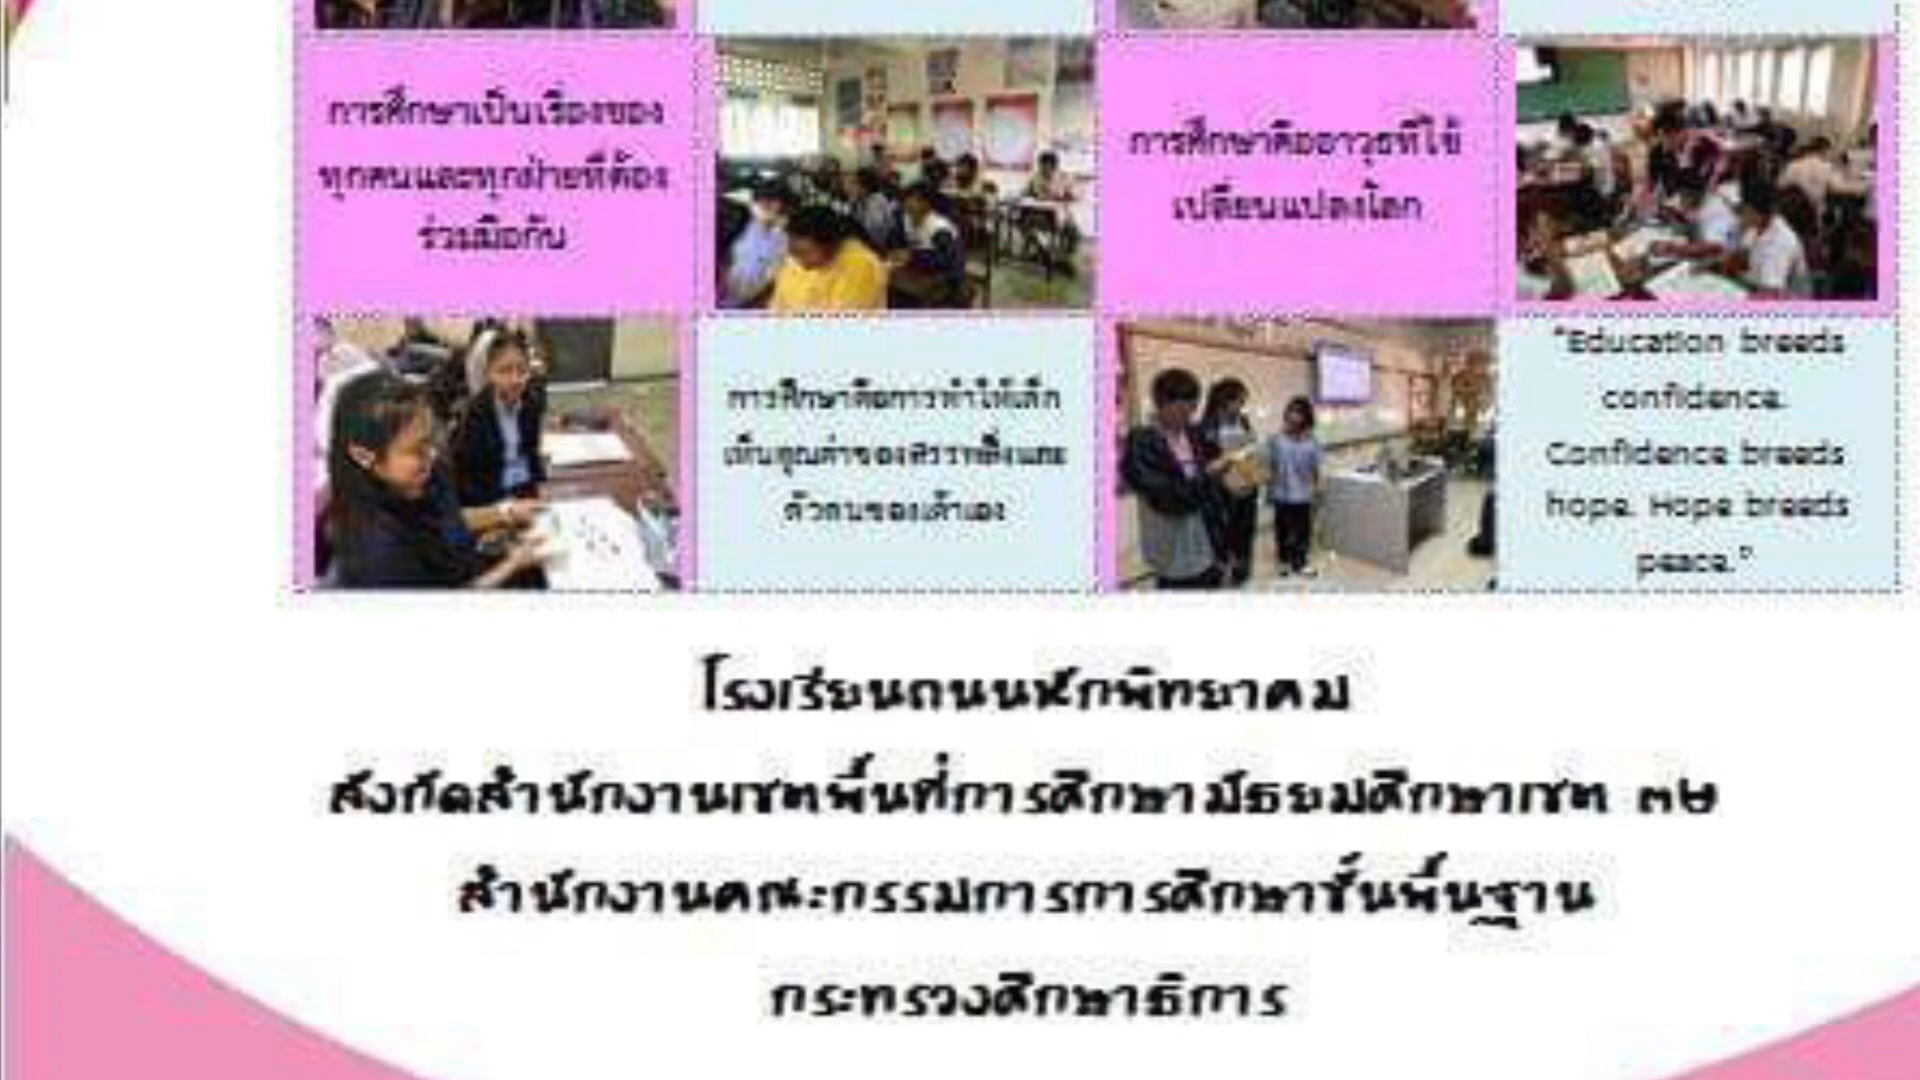 การศึกษาเป็นเรื่องของ
ทุกคนและทุกฝ่ายที่ต้อง
ร่วมมือกัน
การศึกษาคืออาวุธที่ใช้
เปลี่ยนแปลงโลก
การศึกษาคือการทำให้เด็ก
เห็นคุณค่าของสรรพสิ่งและ
ตัวตนของเค้าเอง
"Education breeds
confidence.
Confidence breeds
hope. Hope breeds
peace."
โรงเรียนถนนหักพิทยาคม
สังกัดสำนักงานเขตพื้นที่การศึกษามัธยมศึกษาเขต ๓๒
สำนักงานคณะกรรมการการศึกษาขั้นพื้นฐาน
กระทรวงศึกษาธิการ